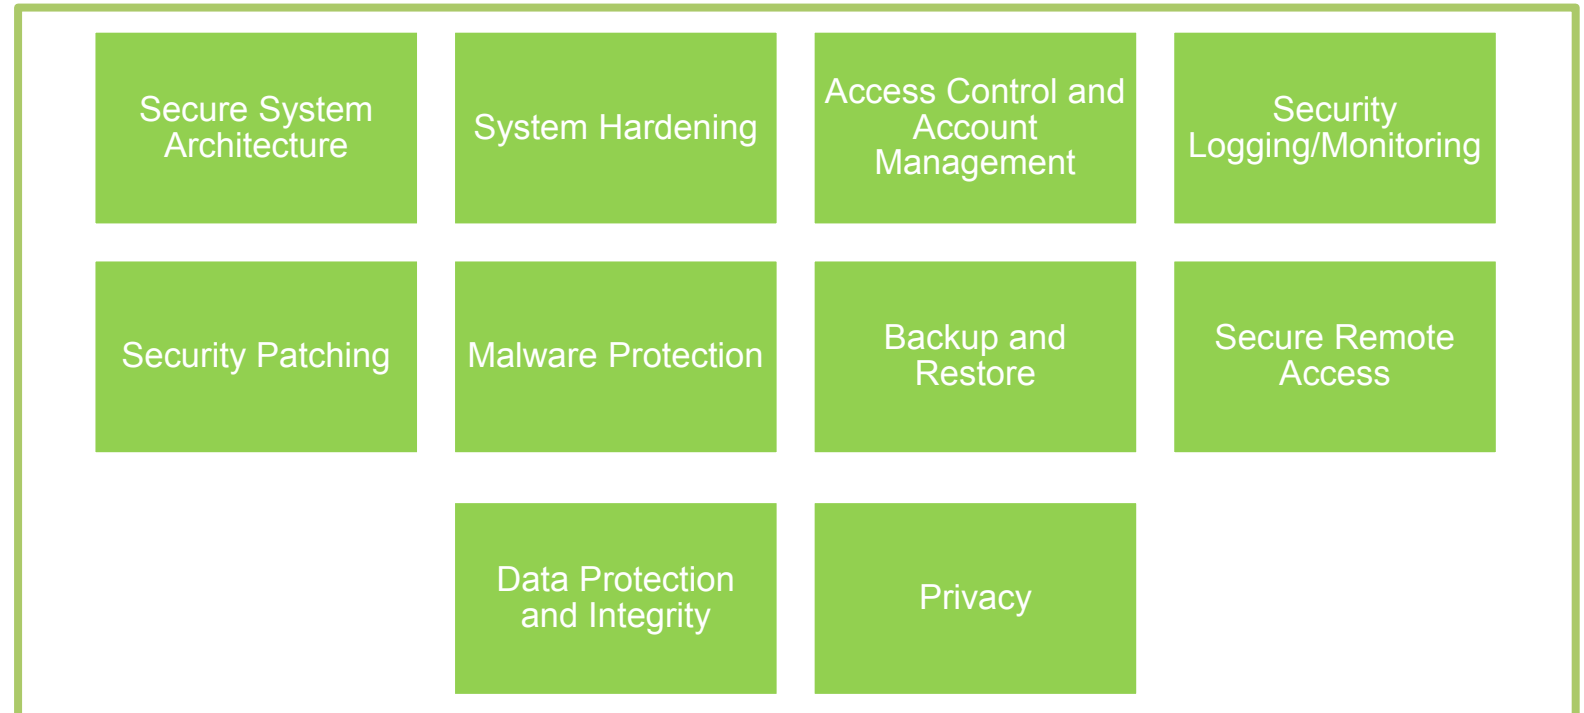 Secure System
Architecture
System Hardening
Access Control and
Account
Management
Security
Logging/Monitoring
Security Patching
Malware Protection
Backup and
Restore
Secure Remote
Access
Data Protection
and Integrity
Privacy